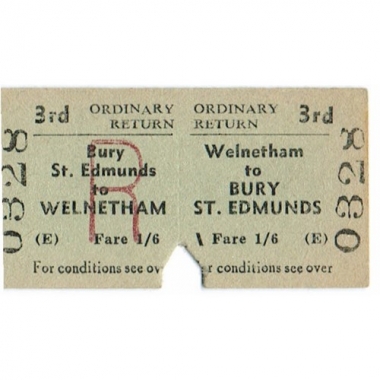 3rd ORDINARY
RETURN
Bury
St. Edmunds
to
WELNETHAM
(E) Fare 1/6
For conditions see ov
R
0328
ORDINARY 3rd
RETURN
Welnetham
to
BURY
ST. EDMUNDS
\ Fare 1/6 (E)
r conditions see over
0328